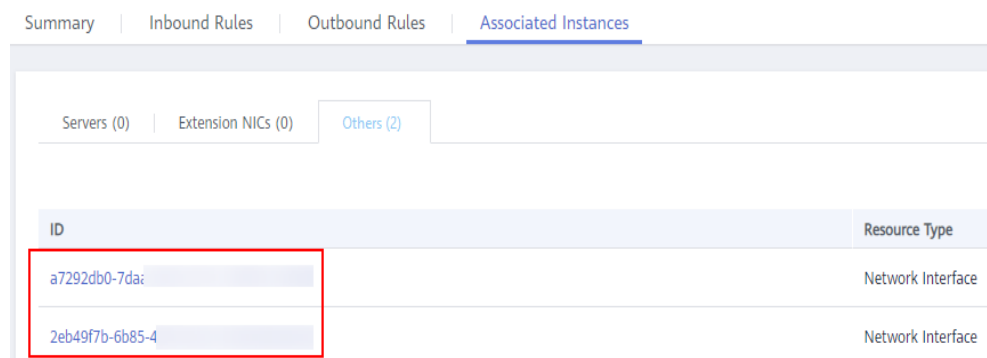 Summary Inbound Rules Outbound Rules Associated Instances
Servers (0) Extension NICs (0) Others (2)
ID Resource Type
a7292db0-7daa Network Interface
2eb49f7b-6b85-4 Network Interface